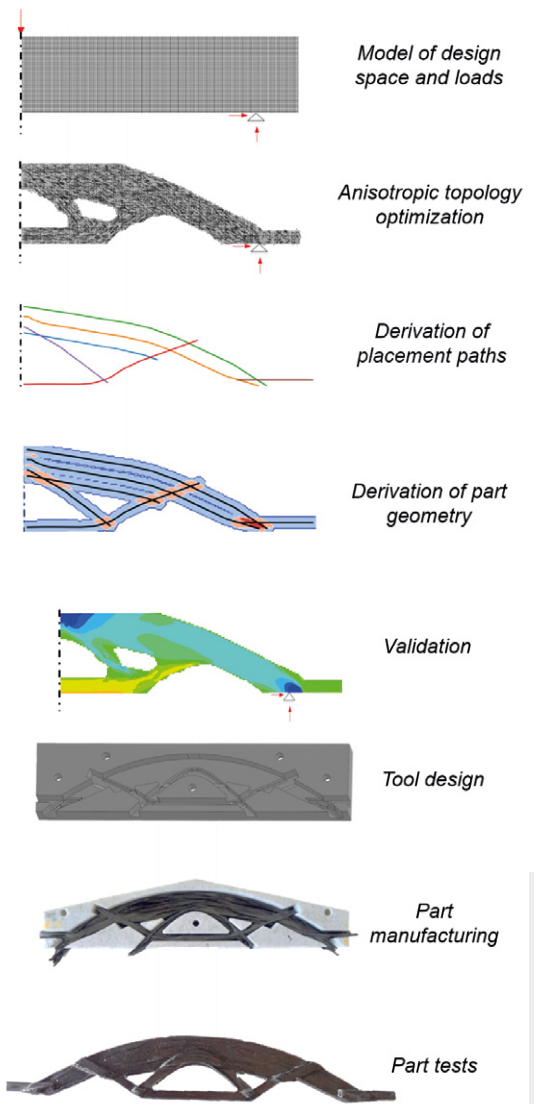 Model of design
space and loads
Anisotropic topology
optimization
Derivation of
placement paths
Derivation of part
geometry
Validation
Tool design
Part
manufacturing
Part tests